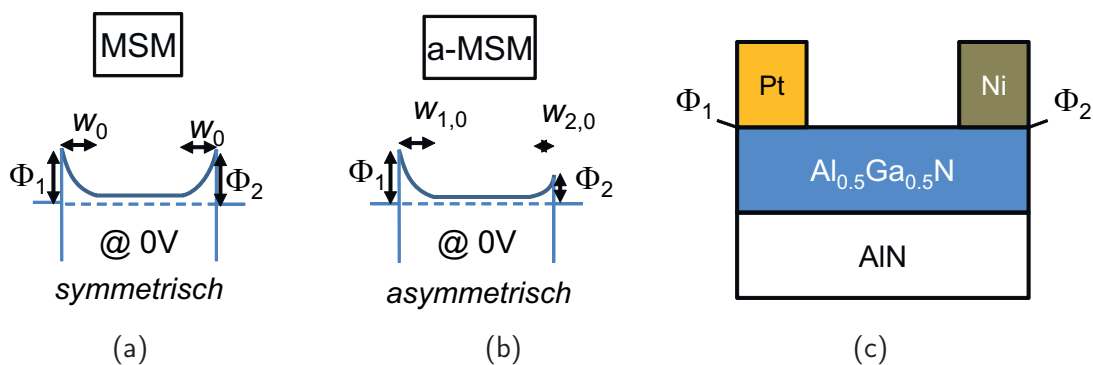 MSM
w0
w0
Φ1
Φ2
@ 0V
symmetrisch
(a)
a-MSM
w1,0
w2,0
Φ1
Φ2
@ 0V
asymmetrisch
(b)
Pt
Ni
Φ1
Φ2
Al0.5Ga0.5N
AlN
(c)